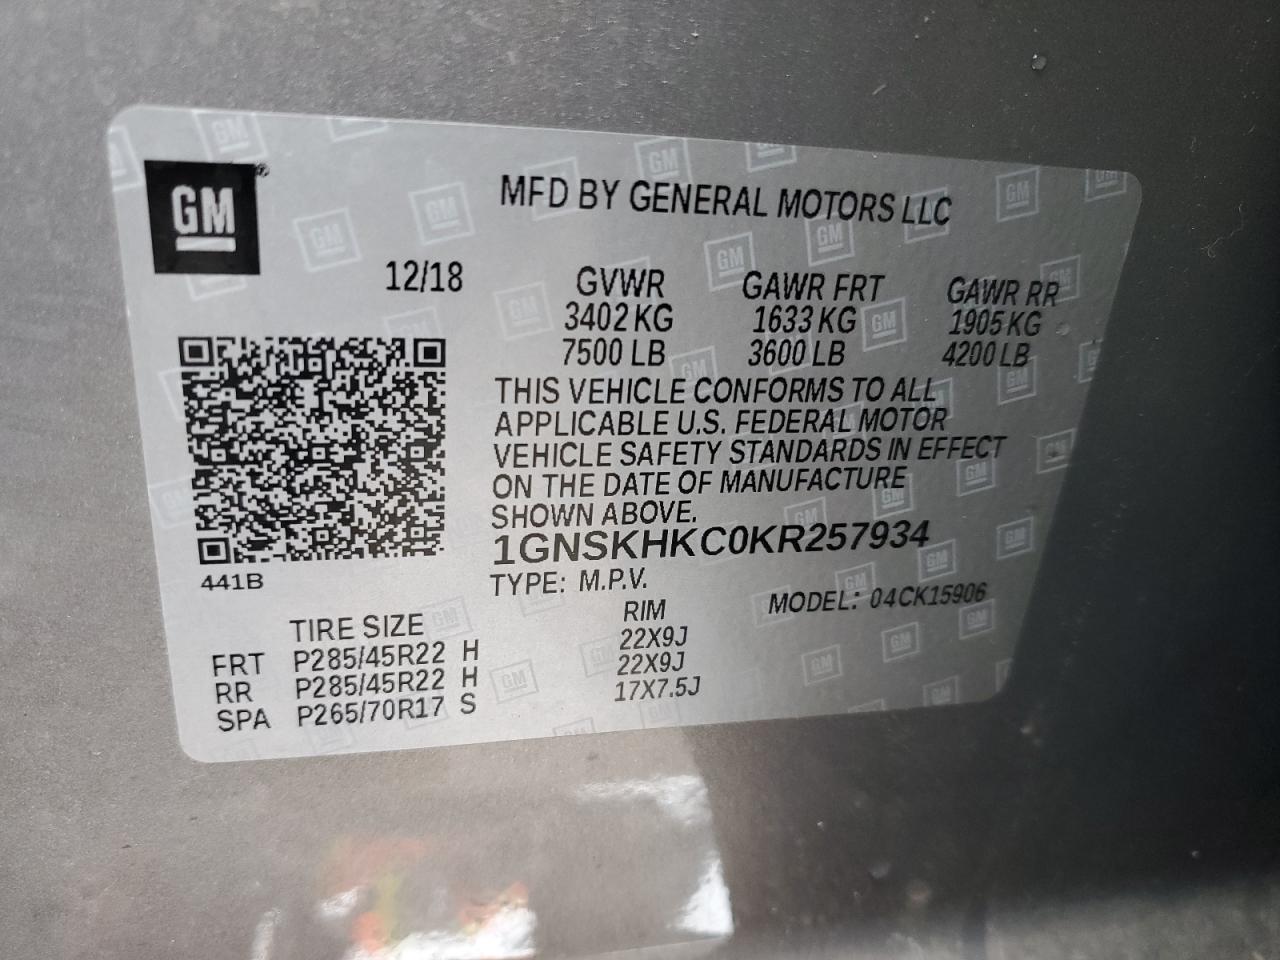 GM
MFD BY GENERAL MOTORS LLC
12/18 GVWR GAWR FRT GAWR RR
3402 KG 1633 KG 1905 KG
7500 LB 3600 LB 4200 LB
THIS VEHICLE CONFORMS TO ALL
APPLICABLE U.S. FEDERAL MOTOR
VEHICLE SAFETY STANDARDS IN EFFECT
ON THE DATE OF MANUFACTURE
SHOWN ABOVE.
1GNSKHKC0KR257934
441B
TYPE: M.P.V. MODEL: 04CK15906
TIRE SIZE RIM
FRT P285/45R22 H 22X9J
RR P285/45R22 H 22X9J
SPA P265/70R17 S 17X7.5J